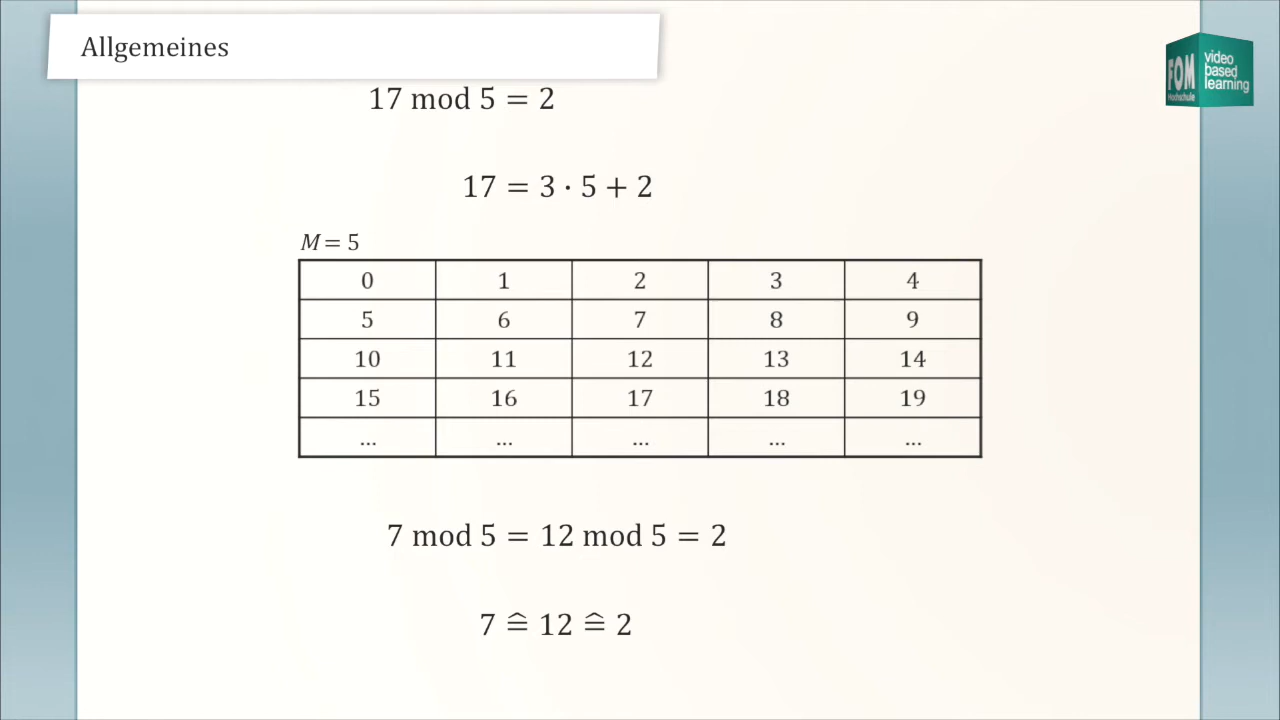 Allgemeines
FOM
Hochschule
video
based
learning
17 mod 5 = 2
17 = 3 · 5 + 2
M = 5
0 1 2 3 4
5 6 7 8 9
10 11 12 13 14
15 16 17 18 19
... ... ... ... ...
7 mod 5 = 12 mod 5 = 2
7 ≙ 12 ≙ 2